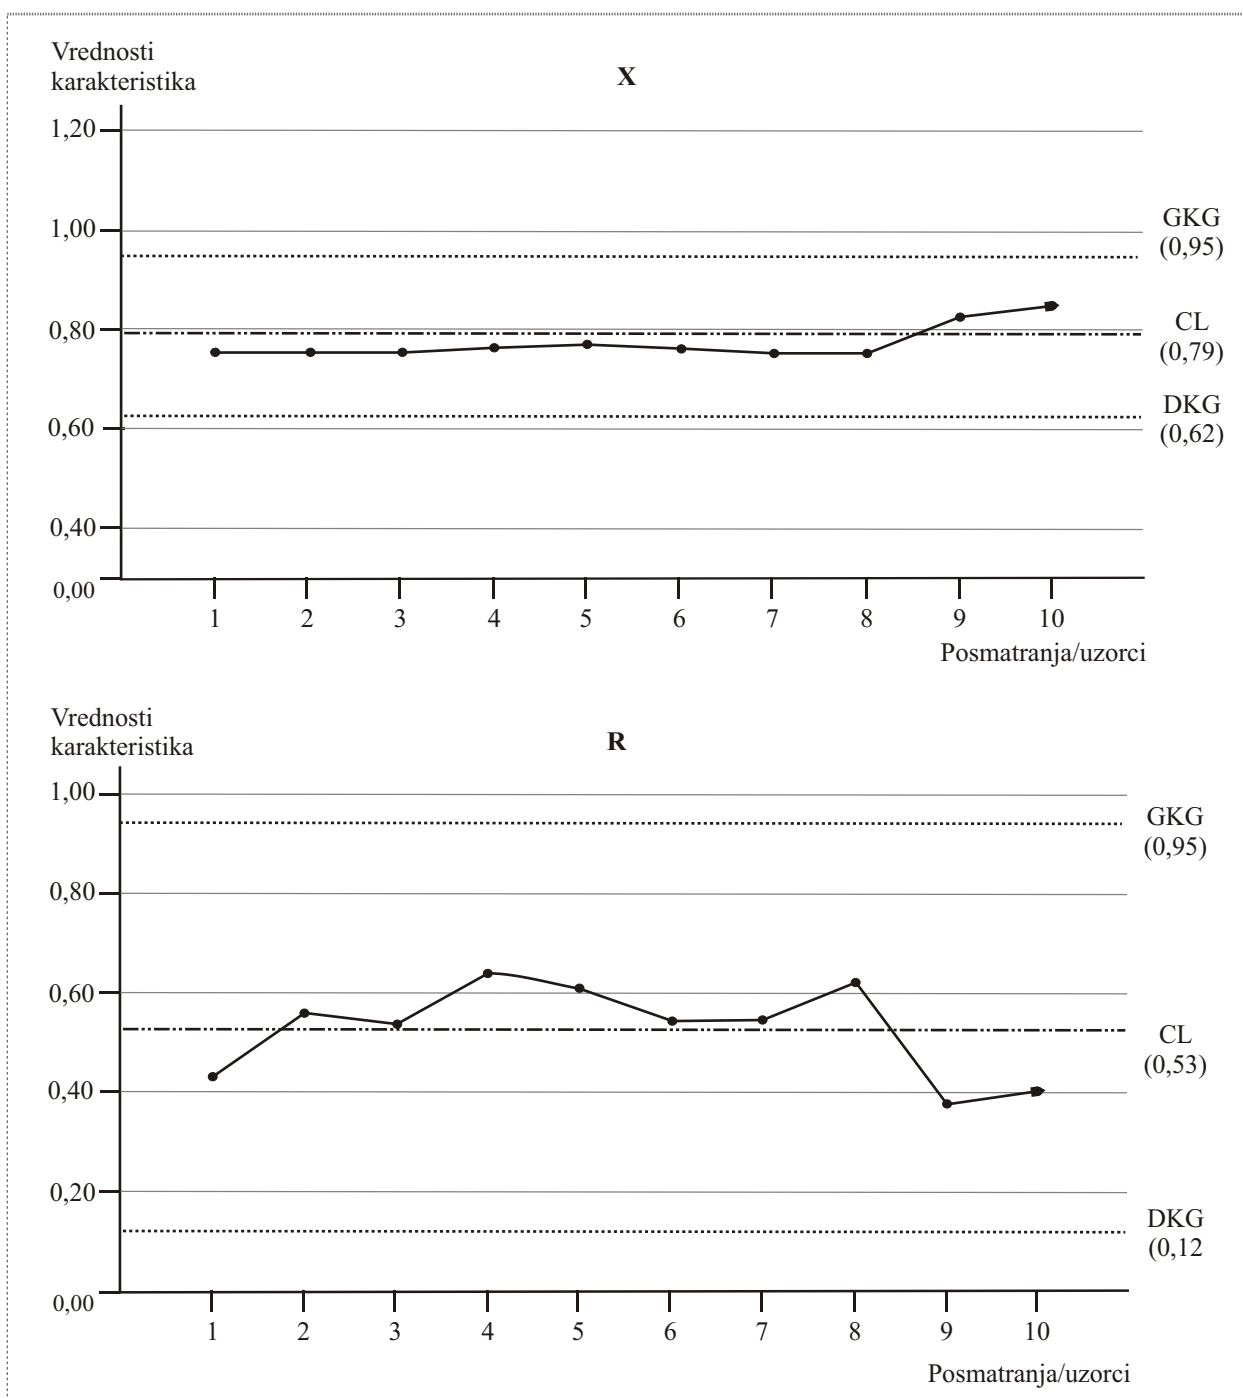 Vrednosti
karakteristika
X
1,20
1,00
GKG
(0,95)
0,80
CL
(0,79)
DKG
(0,62)
0,60
0,40
0,00
1 2 3 4 5 6 7 8 9 10
Posmatranja/uzorci
Vrednosti
karakteristika
R
1,00
GKG
(0,95)
0,80
0,60
CL
(0,53)
0,40
0,20
DKG
(0,12
0,00
1 2 3 4 5 6 7 8 9 10
Posmatranja/uzorci